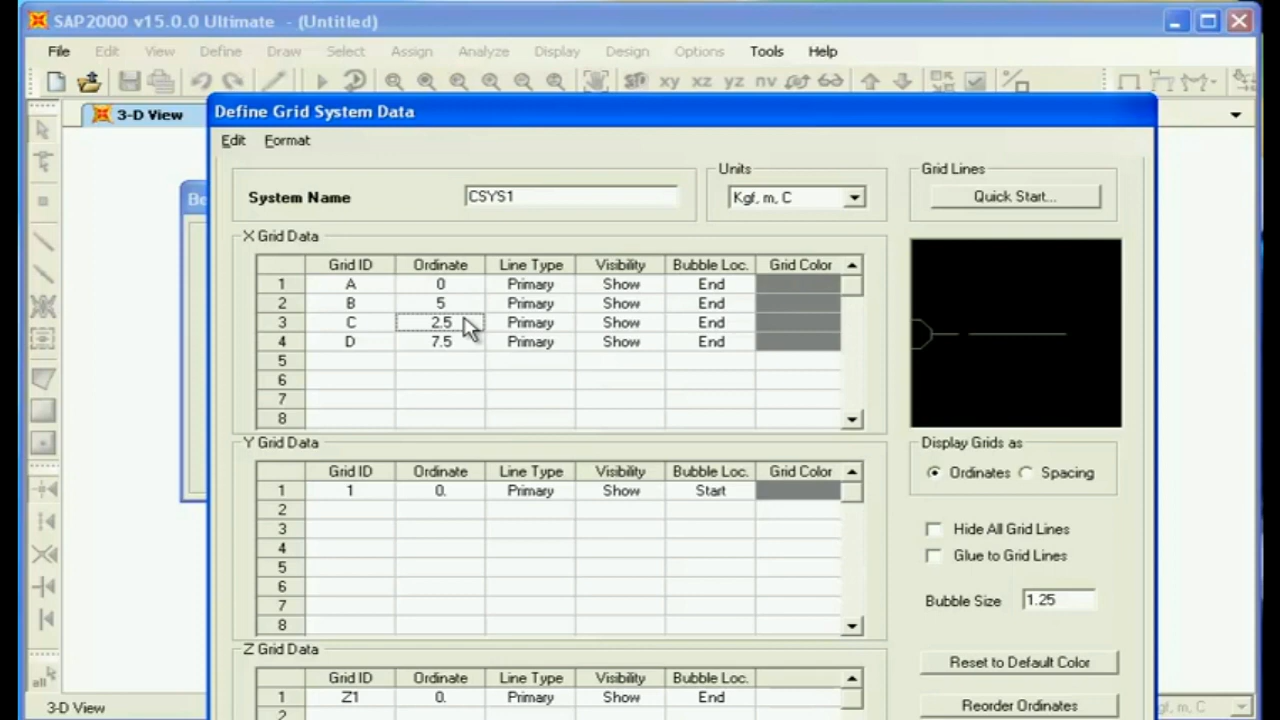 SAP2000 v15.0.0 Ultimate - (Untitled)
File Edit View Define Draw Select Assign Analyze Display Design Options Tools Help
xy xz yz nv
3-D View
Define Grid System Data
Edit Format
System Name CSYS1
Units
Kgf, m, C
Grid Lines
Quick Start...
X Grid Data
Grid ID Ordinate Line Type Visibility Bubble Loc. Grid Color
1 A 0 Primary Show End
2 B 5 Primary Show End
3 C 2.5 Primary Show End
4 D 7.5 Primary Show End
5
6
7
8
Y Grid Data
Grid ID Ordinate Line Type Visibility Bubble Loc. Grid Color
1 1 0. Primary Show Start
2
3
4
5
6
7
8
Display Grids as
Ordinates Spacing
Hide All Grid Lines
Glue to Grid Lines
Bubble Size 1.25
Reset to Default Color
Reorder Ordinates
Z Grid Data
Grid ID Ordinate Line Type Visibility Bubble Loc.
1 Z1 0. Primary Show End
2
all
3-D View